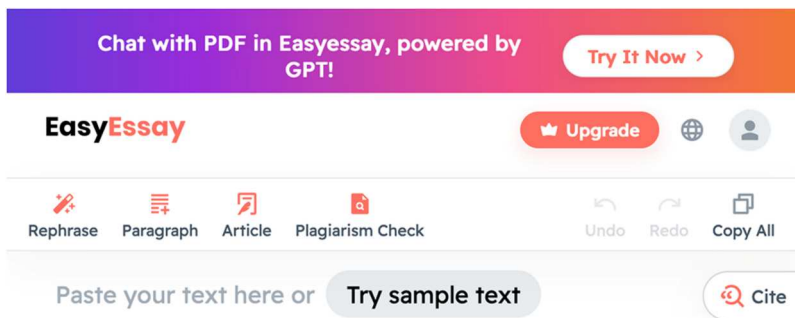 Chat with PDF in Easyessay, powered by
GPT!
Try It Now >
EasyEssay
Upgrade
Rephrase Paragraph Article Plagiarism Check Undo Redo Copy All
Paste your text here or Try sample text Cite